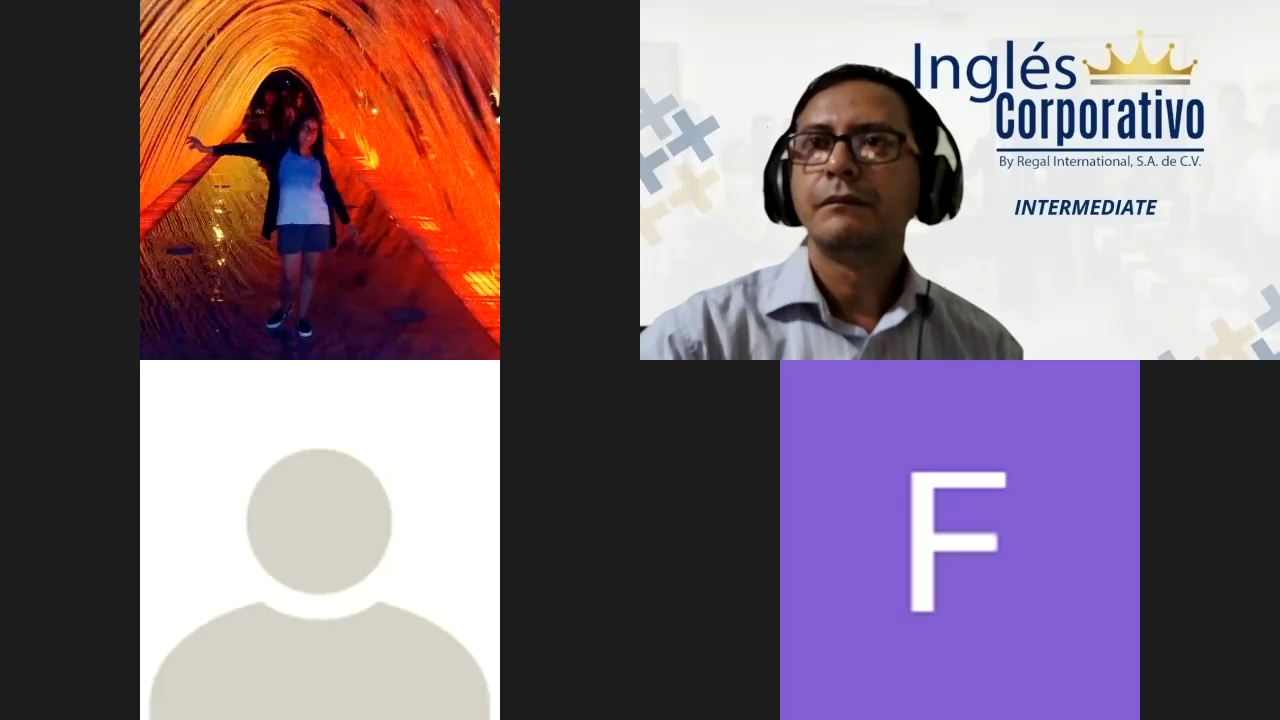 Inglés
Corporativo
By Regal International, S.A. de C.V.
INTERMEDIATE
F